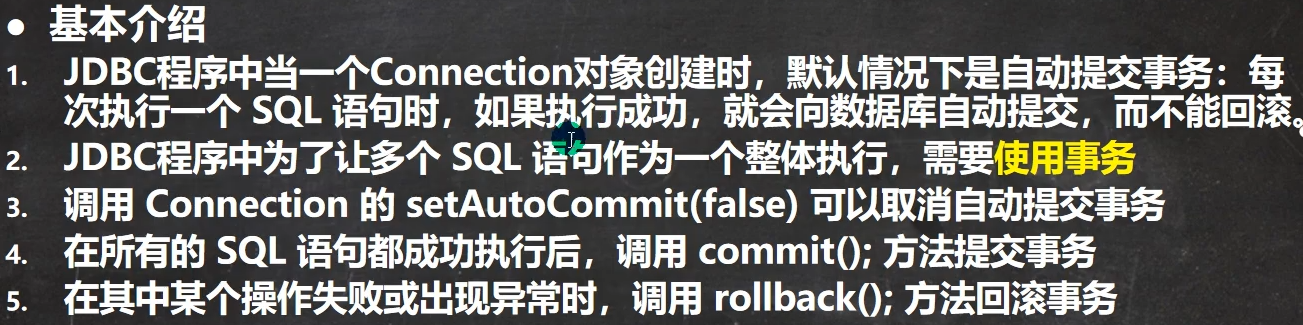 ● 基本介绍
1. JDBC程序中当一个Connection对象创建时，默认情况下是自动提交事务：每
次执行一个 SQL 语句时，如果执行成功，就会向数据库自动提交，而不能回滚。
2. JDBC程序中为了让多个 SQL 语句作为一个整体执行，需要使用事务
3. 调用 Connection 的 setAutoCommit(false) 可以取消自动提交事务
4. 在所有的 SQL 语句都成功执行后，调用 commit(); 方法提交事务
5. 在其中某个操作失败或出现异常时，调用 rollback(); 方法回滚事务